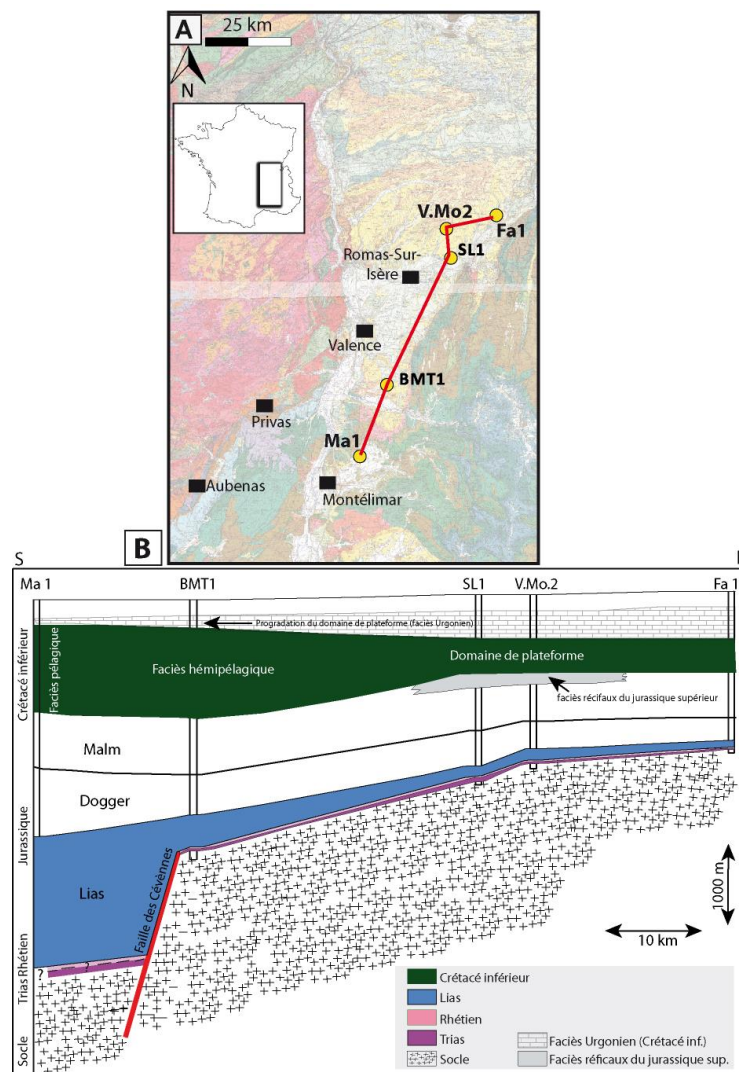 A
25 km
N
V.Mo2
Fa1
Romas-Sur-
Isère
SL1
Valence
BMT1
Privas
Ma1
Aubenas
Montélimar
B
S
Ma 1
BMT1
SL1
V.Mo.2
Fa 1
Crétacé inférieur
Faciès pélagique
Progradation du domaine de plateforme (faciès Urgonien)
Faciès hémipélagique
Domaine de plateforme
faciès récifaux du jurassique supérieur
Malm
Dogger
Jurassique
Lias
Faille des Cévènnes
1000 m
10 km
Rhétien
Trias
? ?
Socle
Crétacé inférieur
Lias
Rhétien
Trias
Socle
Faciès Urgonien (Crétacé inf.)
Faciès réficaux du jurassique sup.